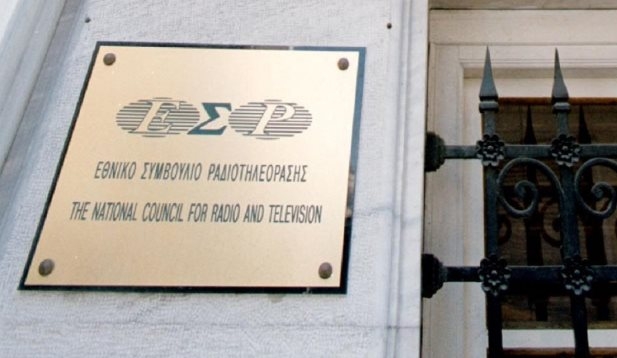 ΕΣΡ
ΕΘΝΙΚΟ ΣΥΜΒΟΥΛΙΟ ΡΑΔΙΟΤΗΛΕΟΡΑΣΗΣ
THE NATIONAL COUNCIL FOR RADIO AND TELEVISION